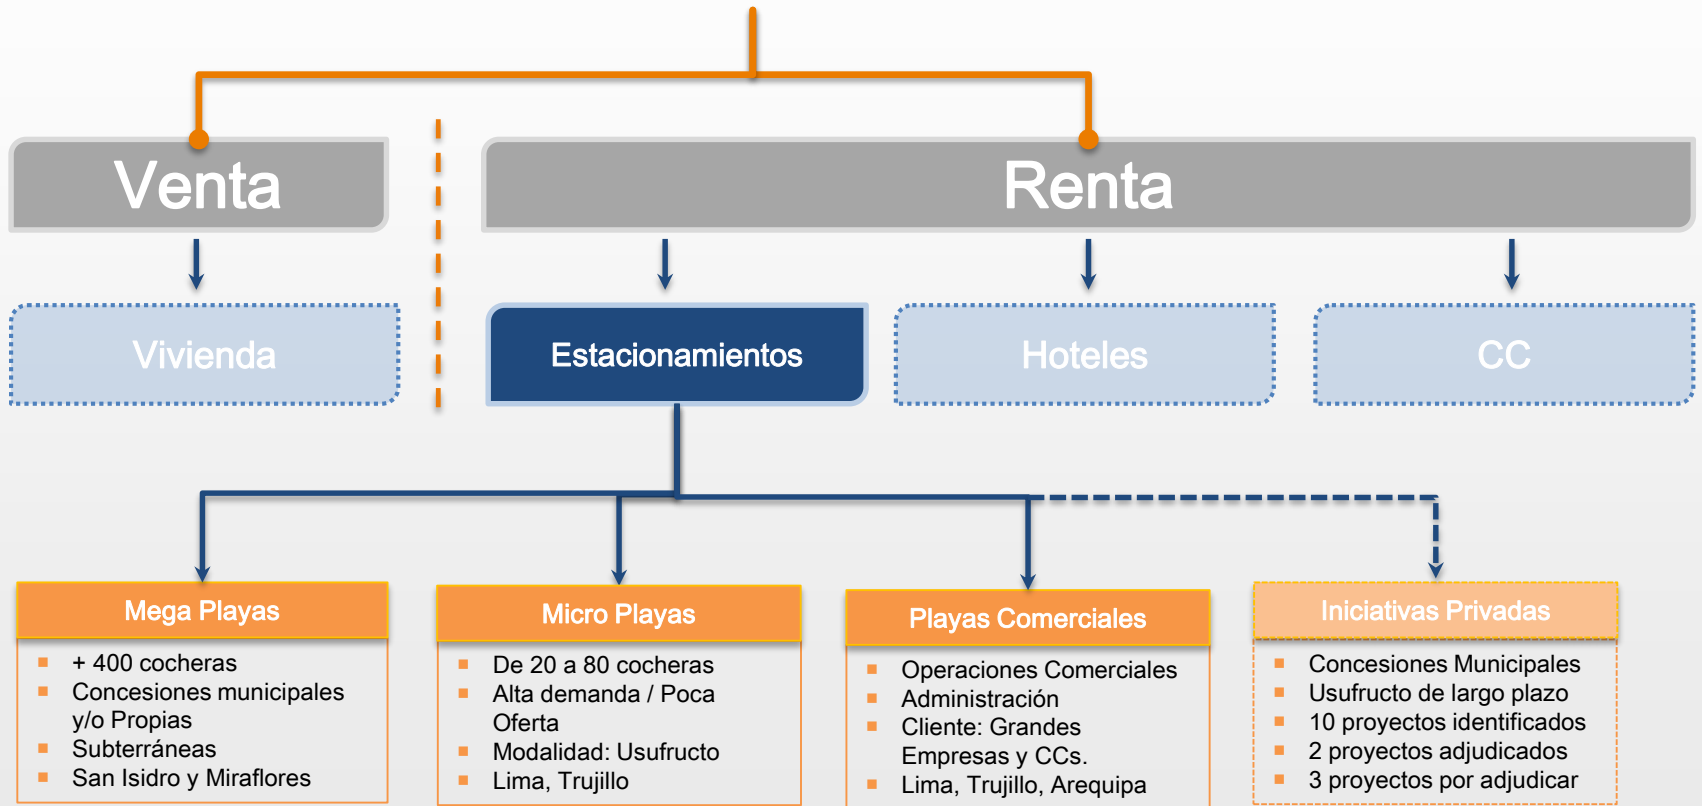 Venta
Renta
Vivienda
Estacionamientos
Hoteles
CC
Mega Playas
+ 400 cocheras
Concesiones municipales
y/o Propias
Subterráneas
San Isidro y Miraflores
Micro Playas
De 20 a 80 cocheras
Alta demanda / Poca
Oferta
Modalidad: Usufructo
Lima, Trujillo
Playas Comerciales
Operaciones Comerciales
Administración
Cliente: Grandes
Empresas y CCs.
Lima, Trujillo, Arequipa
Iniciativas Privadas
Concesiones Municipales
Usufructo de largo plazo
10 proyectos identificados
2 proyectos adjudicados
3 proyectos por adjudicar